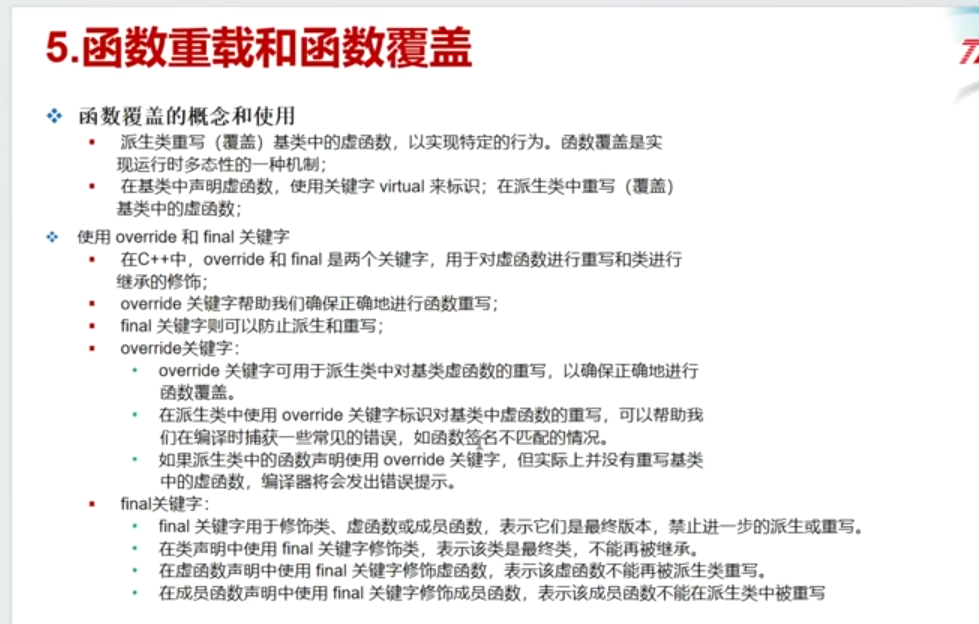 5.函数重载和函数覆盖
函数覆盖的概念和使用
派生类重写（覆盖）基类中的虚函数，以实现特定的行为。函数覆盖是实
现运行时多态性的一种机制；
在基类中声明虚函数，使用关键字 virtual 来标识；在派生类中重写（覆盖）
基类中的虚函数；
使用 override 和 final 关键字
在C++中，override 和 final 是两个关键字，用于对虚函数进行重写和类进行
继承的修饰；
override 关键字帮助我们确保正确地进行函数重写；
final 关键字则可以防止派生和重写；
override关键字：
override 关键字可用于派生类中对基类虚函数的重写，以确保正确地进行
函数覆盖。
在派生类中使用 override 关键字标识对基类中虚函数的重写，可以帮助我
们在编译时捕获一些常见的错误，如函数签名不匹配的情况。
如果派生类中的函数声明使用 override 关键字，但实际上并没有重写基类
中的虚函数，编译器将会发出错误提示。
final关键字：
final 关键字用于修饰类、虚函数或成员函数，表示它们是最终版本，禁止进一步的派生或重写。
在类声明中使用 final 关键字修饰类，表示该类是最终类，不能再被继承。
在虚函数声明中使用 final 关键字修饰虚函数，表示该虚函数不能再被派生类重写。
在成员函数声明中使用 final 关键字修饰成员函数，表示该成员函数不能在派生类中被重写